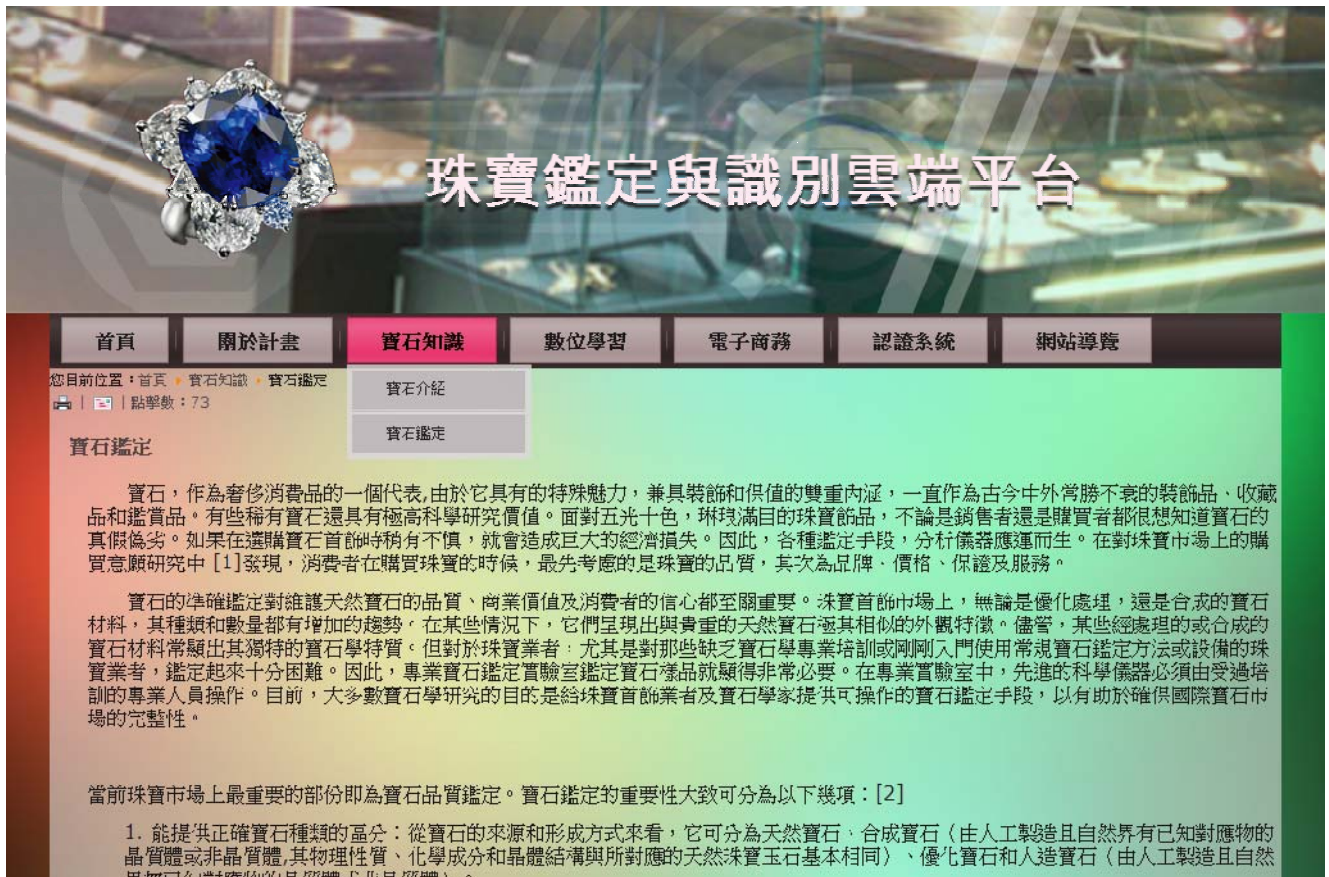 珠寶鑑定與識別雲端平台
首頁 關於計畫 寶石知識 數位學習 電子商務 認證系統 網站導覽
您目前位置：首頁 寶石知識 寶石鑑定
寶石介紹
點擊數：73
寶石鑑定
寶石鑑定
寶石，作為奢侈消費品的一個代表,由於它具有的特殊魅力，兼具裝飾和保值的雙重內涵，一直作為古今中外常勝不衰的裝飾品、收藏
品和鑑賞品。有些稀有寶石還具有極高科學研究價值。面對五光十色，琳琅滿目的珠寶飾品，不論是銷售者還是購買者都很想知道寶石的
真假偽劣。如果在選購寶石首飾時稍有不慎，就會造成巨大的經濟損失。因此，各種鑑定手段，分析儀器應運而生。在對珠寶市場上的購
買意願研究中 [1]發現，消費者在購買珠寶的時候，最先考慮的是珠寶的品質，其次為品牌、價格、保證及服務。
寶石的準確鑑定對維護天然寶石的品質、商業價值及消費者的信心都至關重要。珠寶首飾市場上，無論是優化處理，還是合成的寶石
材料，其種類和數量都有增加的趨勢。在某些情況下，它們呈現出與貴重的天然寶石極其相似的外觀特徵。儘管，某些經處理的或合成的
寶石材料常顯出其獨特的寶石學特質。但對於珠寶業者：尤其是對那些缺乏寶石學專業培訓或剛剛入門使用常規寶石鑑定方法或設備的珠
寶業者，鑑定起來十分困難。因此，專業寶石鑑定實驗室鑑定寶石樣品就顯得非常必要。在專業實驗室中，先進的科學儀器必須由受過培
訓的專業人員操作。目前，大多數寶石學研究的目的是給珠寶首飾業者及寶石學家提供可操作的寶石鑑定手段，以有助於確保國際寶石市
場的完整性。
當前珠寶市場上最重要的部份即為寶石品質鑑定。寶石鑑定的重要性大致可分為以下幾項：[2]
1. 能提供正確寶石種類的區分：從寶石的來源和形成方式來看，它可分為天然寶石、合成寶石（由人工製造且自然界有已知對應物的
晶質體或非晶質體,其物理性質、化學成分和晶體結構與所對應的天然珠寶玉石基本相同）、優化寶石和人造寶石（由人工製造且自然